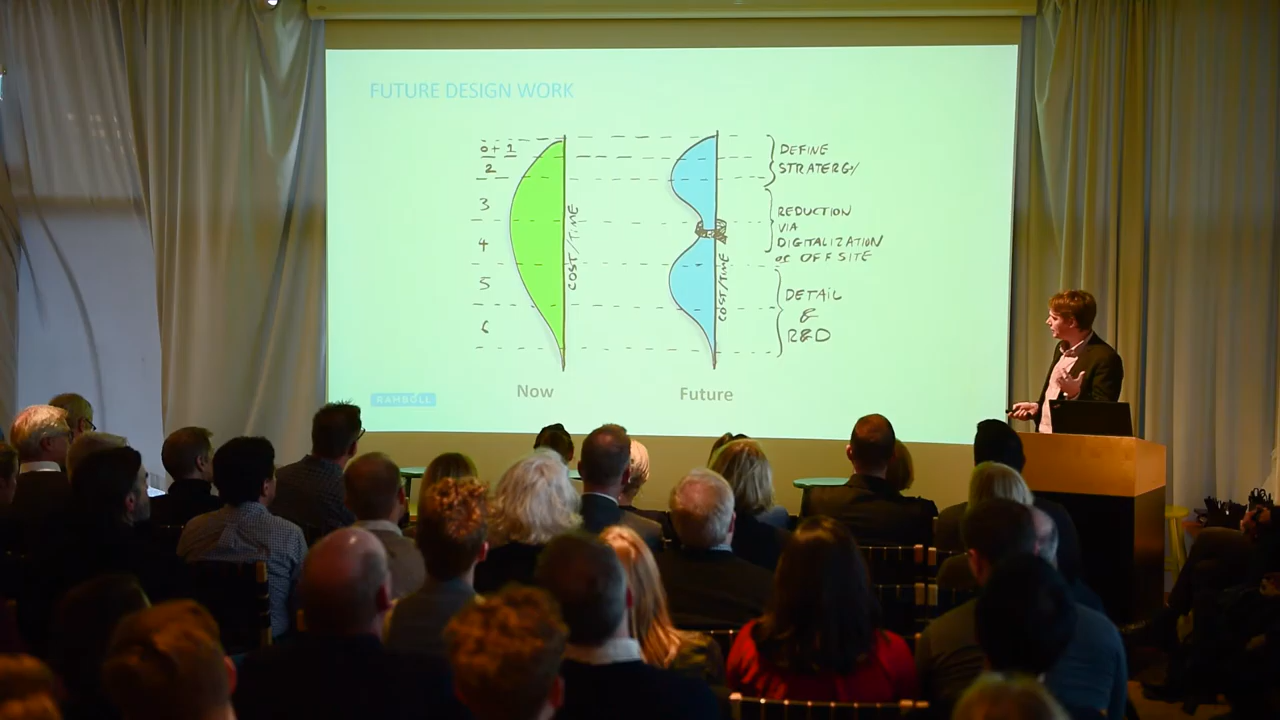 FUTURE DESIGN WORK
0 + 1
2
3
4
5
6
COST/TIME
COST/TIME
DEFINE
STRATERGY
REDUCTION
VIA
DIGITALIZATION
or OFF SITE
DETAIL
&
R&D
Now
Future
RAMBOLL